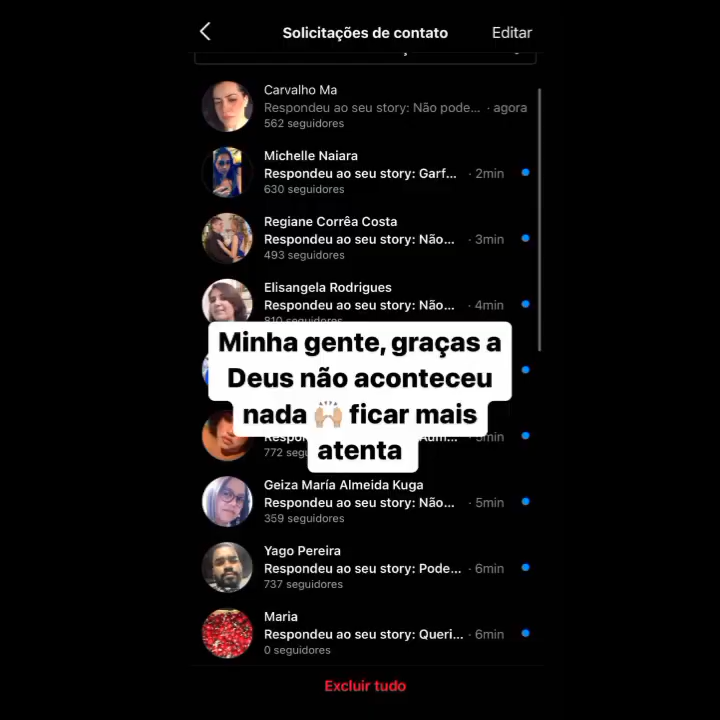 Solicitações de contato
Editar
Carvalho Ma
Respondeu ao seu story: Não pode... · agora
562 seguidores
Michelle Naiara
Respondeu ao seu story: Garf... · 2min
630 seguidores
Regiane Corrêa Costa
Respondeu ao seu story: Não... · 3min
493 seguidores
Elisangela Rodrigues
Respondeu ao seu story: Não... · 4min
810 seguidores
Minha gente, graças a
Deus não aconteceu
nada 🙌🏼 ficar mais
atenta
772
Geiza María Almeida Kuga
Respondeu ao seu story: Não... · 5min
359 seguidores
Yago Pereira
Respondeu ao seu story: Pode... · 6min
737 seguidores
Maria
Respondeu ao seu story: Queri... · 6min
0 seguidores
Excluir tudo